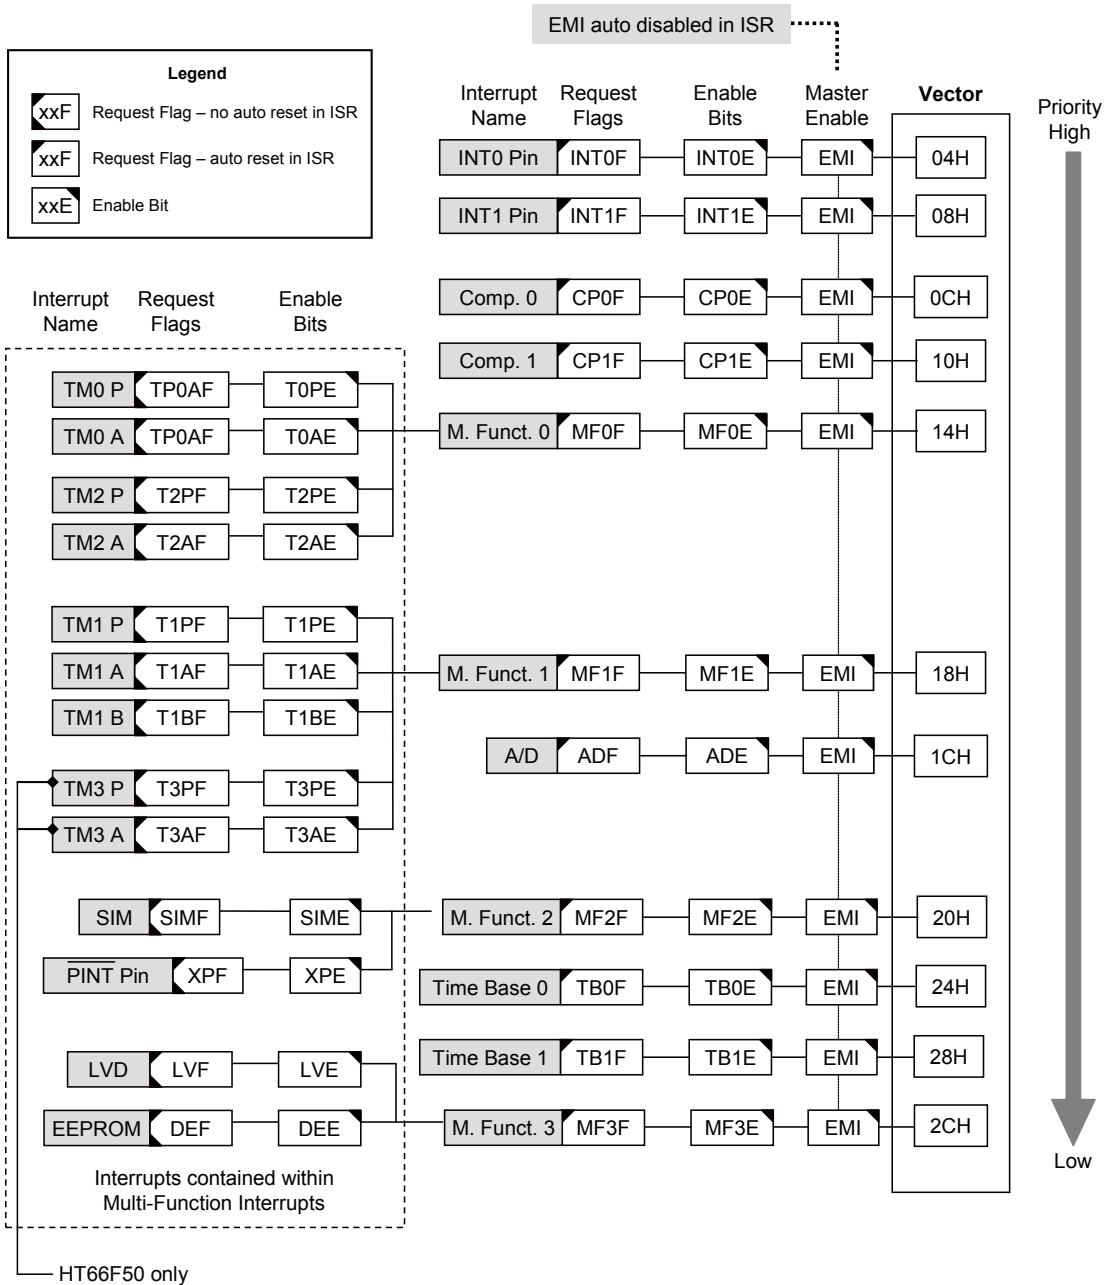 EMI auto disabled in ISR
Legend
xxF Request Flag – no auto reset in ISR
xxF Request Flag – auto reset in ISR
xxE Enable Bit
Interrupt Name Request Flags Enable Bits Master Enable Vector
Priority High
INT0 Pin INT0F INT0E EMI 04H
INT1 Pin INT1F INT1E EMI 08H
Comp. 0 CP0F CP0E EMI 0CH
Comp. 1 CP1F CP1E EMI 10H
M. Funct. 0 MF0F MF0E EMI 14H
M. Funct. 1 MF1F MF1E EMI 18H
A/D ADF ADE EMI 1CH
M. Funct. 2 MF2F MF2E EMI 20H
Time Base 0 TB0F TB0E EMI 24H
Time Base 1 TB1F TB1E EMI 28H
M. Funct. 3 MF3F MF3E EMI 2CH
Low
Interrupt Name Request Flags Enable Bits
TM0 P TP0AF T0PE
TM0 A TP0AF T0AE
TM2 P T2PF T2PE
TM2 A T2AF T2AE
TM1 P T1PF T1PE
TM1 A T1AF T1AE
TM1 B T1BF T1BE
TM3 P T3PF T3PE
TM3 A T3AF T3AE
SIM SIMF SIME
PINT Pin XPF XPE
LVD LVF LVE
EEPROM DEF DEE
Interrupts contained within
Multi-Function Interrupts
HT66F50 only